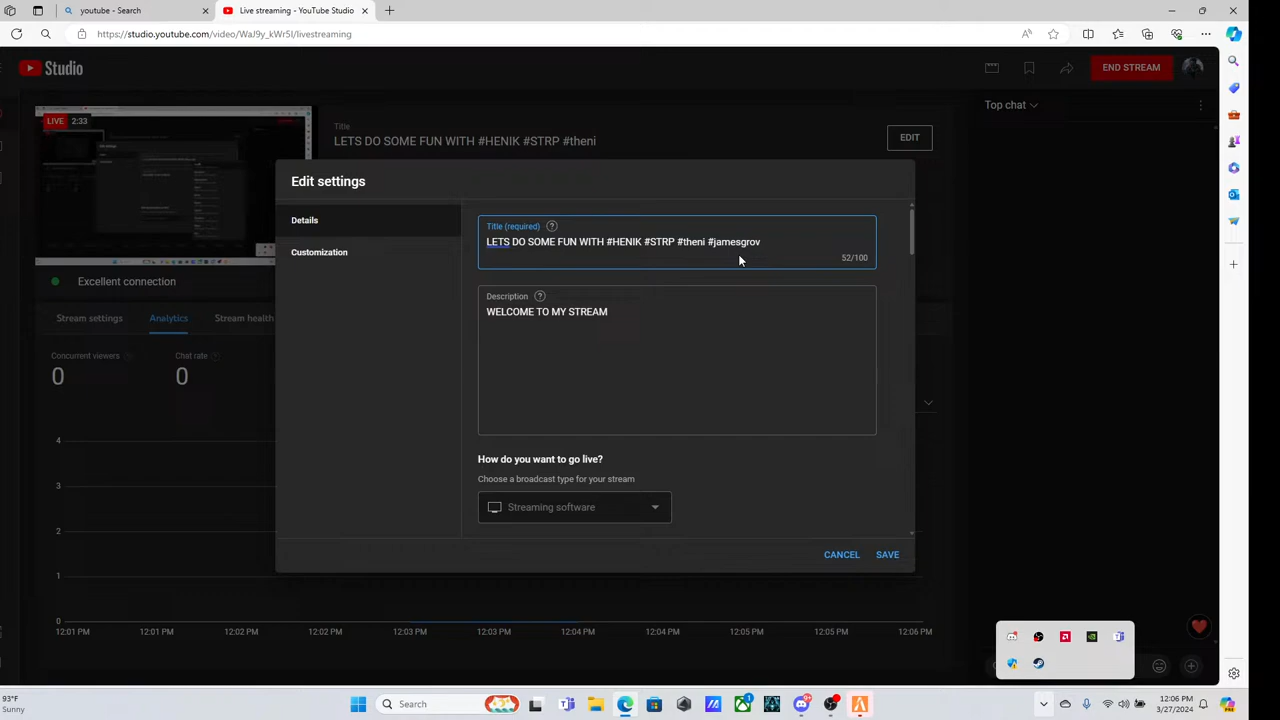 youtube - Search
Live streaming - YouTube Studio
https://studio.youtube.com/video/WaJ9y_kWr5I/livestreaming
Studio
END STREAM
LIVE 2:33
Title
LETS DO SOME FUN WITH #HENIK #STRP #theni
EDIT
Top chat
Excellent connection
Stream settings
Analytics
Stream health
Concurrent viewers
0
Chat rate
0
4
3
2
1
0
12:01 PM
12:01 PM
12:02 PM
12:02 PM
12:03 PM
12:03 PM
12:04 PM
12:04 PM
12:05 PM
12:05 PM
12:06 PM
Edit settings
Details
Customization
Title (required)
LETS DO SOME FUN WITH #HENIK #STRP #theni #jamesgrov
52/100
Description
WELCOME TO MY STREAM
How do you want to go live?
Choose a broadcast type for your stream
Streaming software
CANCEL
SAVE
93°F
Sunny
Search
12:06 PM
3/27/2024